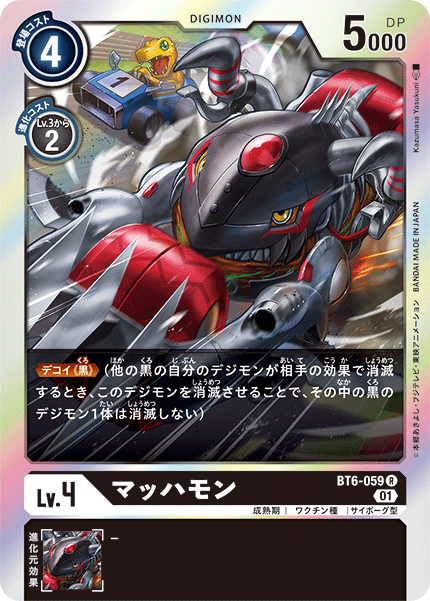 登場コスト
4
DIGIMON
DP
5000
進化コスト
Lv.3から
2
1
Kazumasa Yasukuni
©本郷あきよし・フジテレビ・東映アニメーション BANDAI MADE IN JAPAN
デコイ《黒》(他の黒の自分のデジモンが相手の効果で消滅
するとき、このデジモンを消滅させることで、その中の黒の
デジモン1体は消滅しない)
BT6-059 R
Lv.4
マッハモン
01
成熟期 | ワクチン種 | サイボーグ型
進化元効果
-